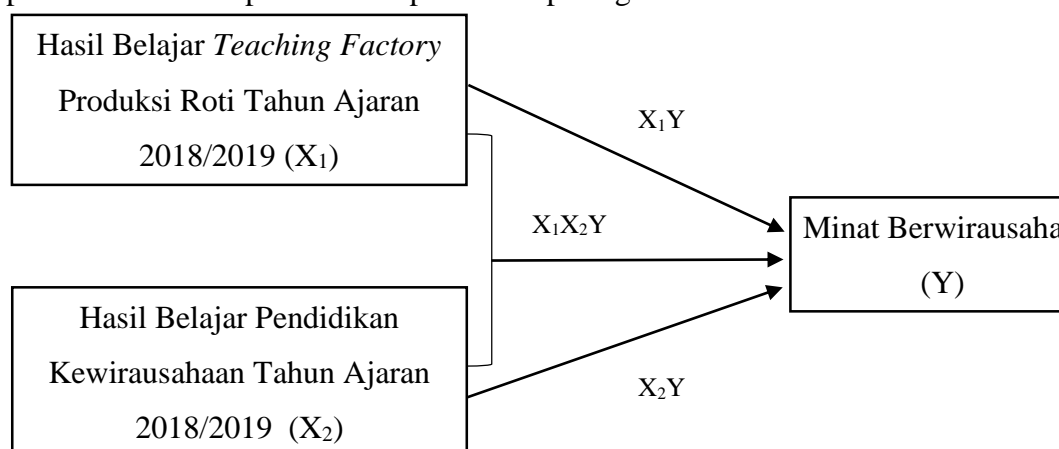 Hasil Belajar Teaching Factory
Produksi Roti Tahun Ajaran
2018/2019 (X₁)
X₁Y
X₁X₂Y
Minat Berwirausaha
(Y)
Hasil Belajar Pendidikan
Kewirausahaan Tahun Ajaran
2018/2019 (X₂)
X₂Y